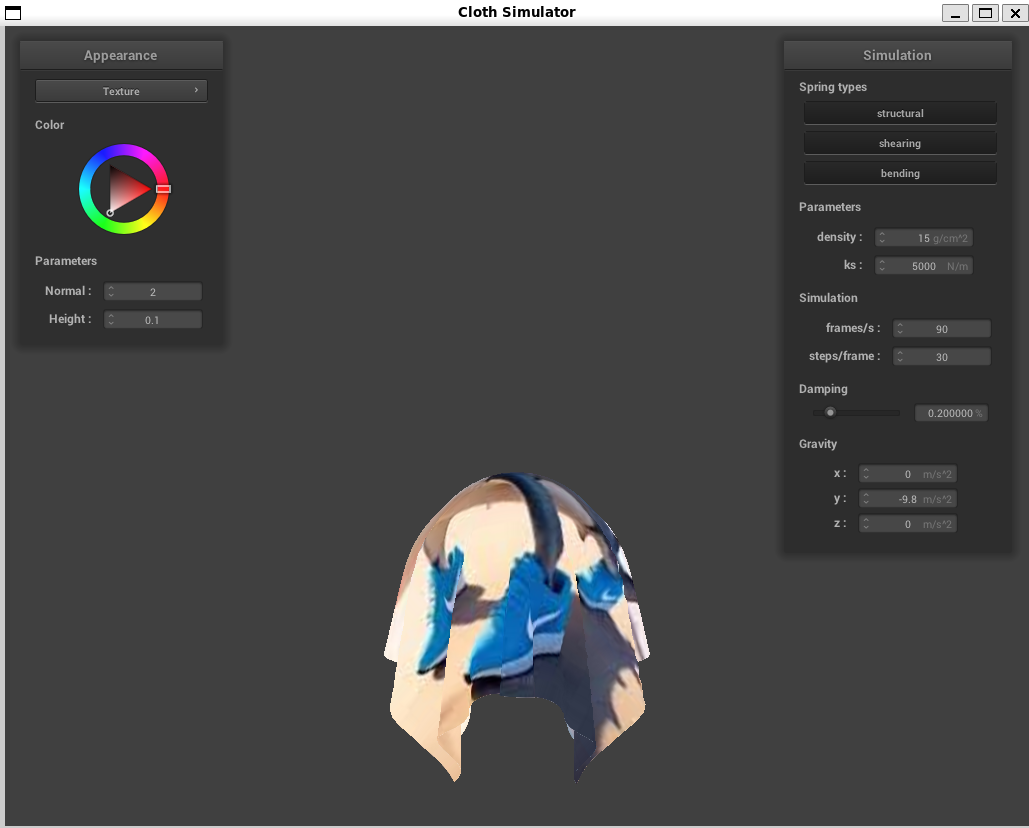 Cloth Simulator
Appearance
Texture
Color
Parameters
Normal : 2
Height : 0.1
Simulation
Spring types
structural
shearing
bending
Parameters
density : 15 g/cm^2
ks : 5000 N/m
Simulation
frames/s : 90
steps/frame : 30
Damping
0.200000 %
Gravity
x : 0 m/s^2
y : -9.8 m/s^2
z : 0 m/s^2